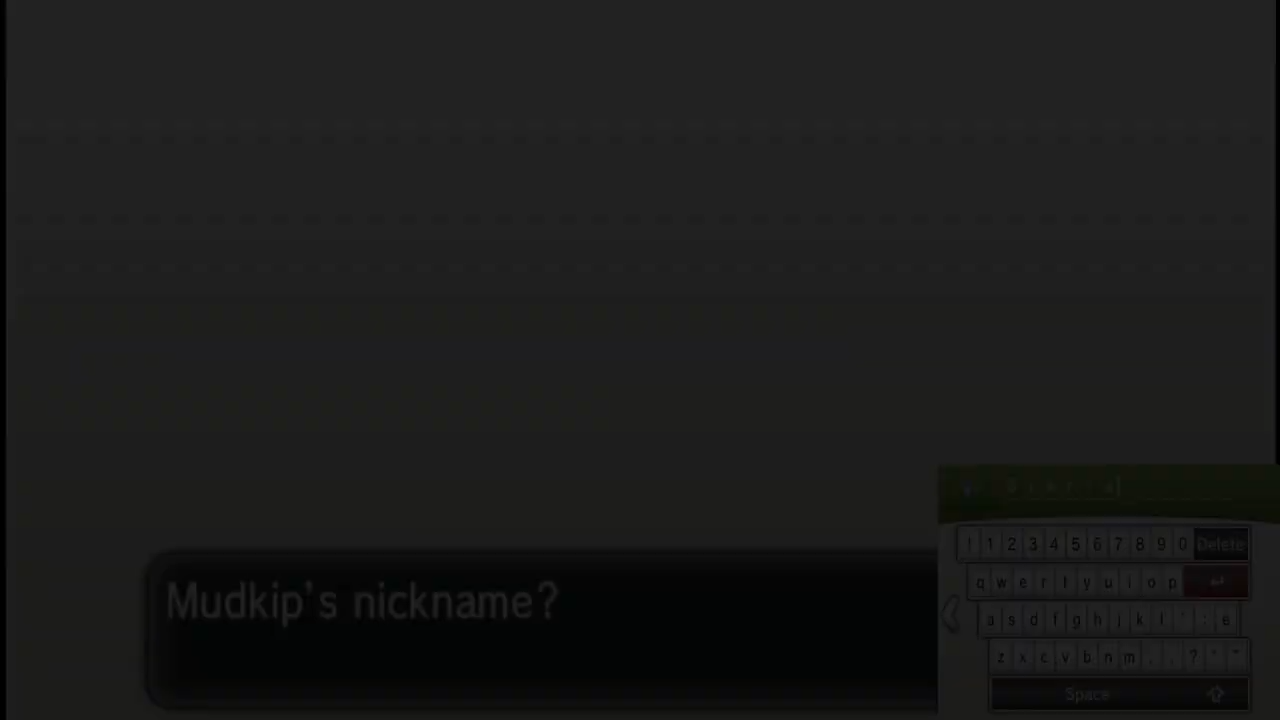 Mudkip's nickname?
! 1 2 3 4 5 6 7 8 9 0 Delete
q w e r t y u i o p
a s d f g h j k l ' : é
z x c v b n m , . ? ' "
Space